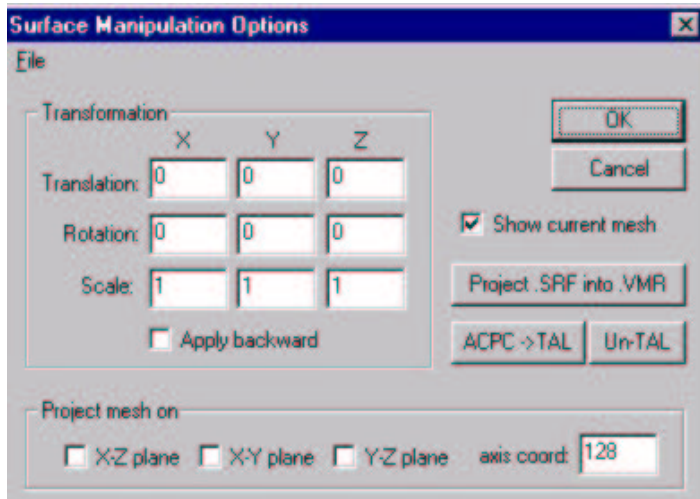 Surface Manipulation Options
File
Transformation
X Y Z
Translation: 0 0 0
Rotation: 0 0 0
Scale: 1 1 1
Apply backward
OK
Cancel
Show current mesh
Project .SRF into .VMR
ACPC ->TAL Un-TAL
Project mesh on
X-Z plane X-Y plane Y-Z plane axis coord: 128